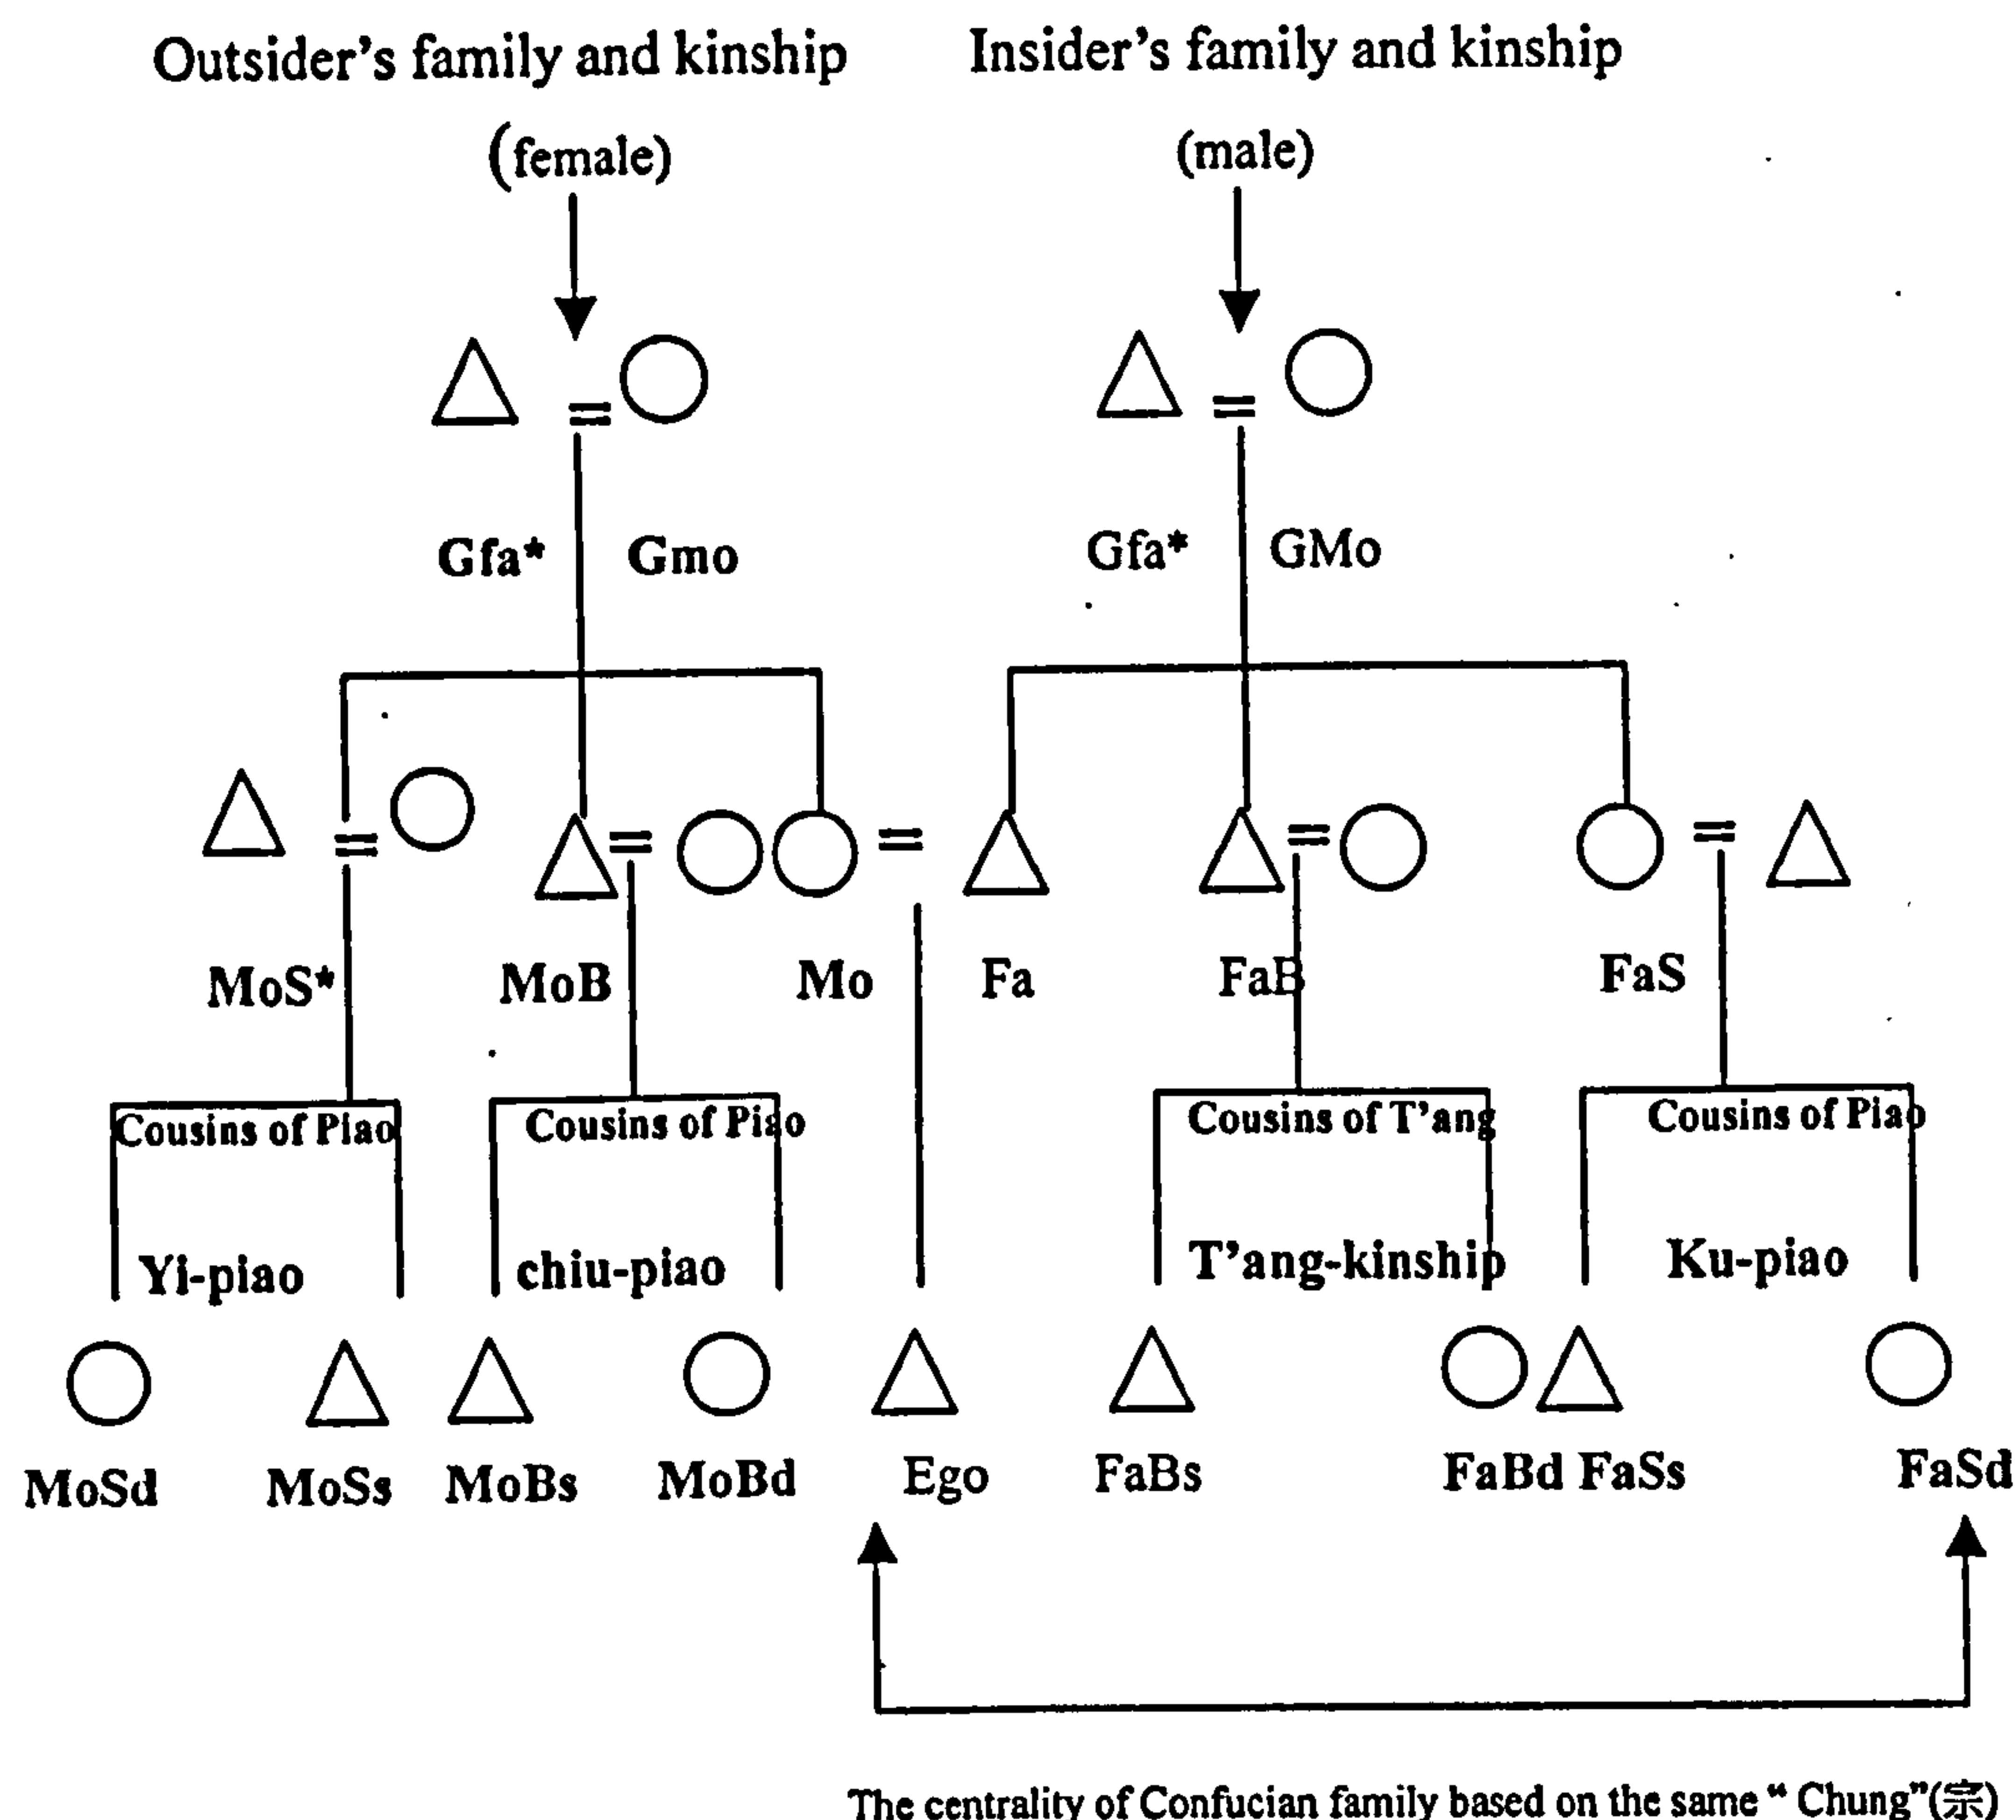 Outsider's family and kinship Insider's family and kinship
(female) (male)
Gfa* Gmo Gfa* GMo
MoS* MoB Mo Fa FaB FaS
Cousins of Piao Cousins of Piao Cousins of T'ang Cousins of Piao
Yi-piao chiu-piao T'ang-kinship Ku-piao
MoSd MoSs MoBs MoBd Ego FaBs FaBd FaSs FaSd
The centrality of Confucian family based on the same “ Chung”(宗)